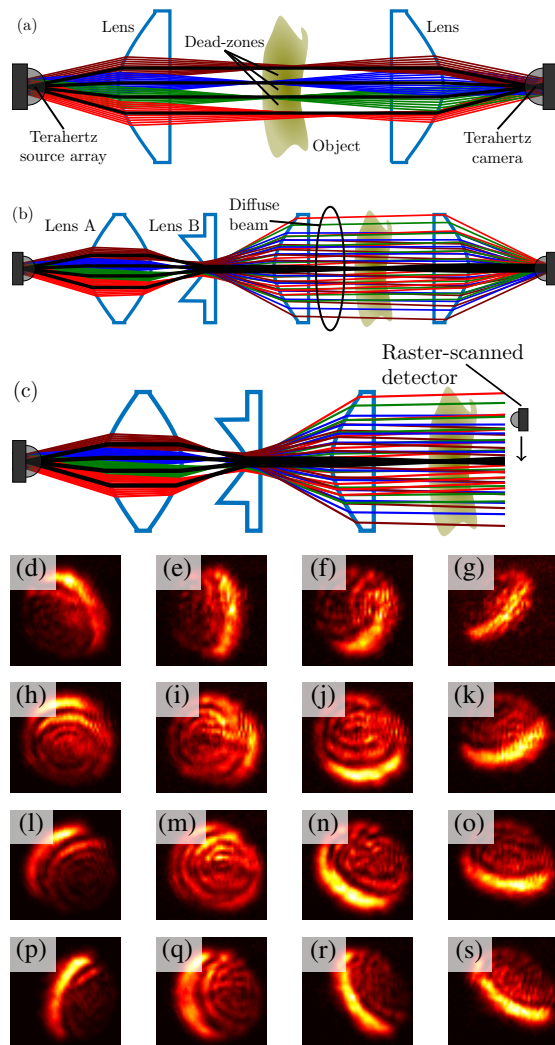 (a)
Lens
Lens
Dead-zones
Terahertz
source array
Object
Terahertz
camera
(b)
Lens A
Lens B
Diffuse
beam
Raster-scanned
detector
(c)
(d)
(e)
(f)
(g)
(h)
(i)
(j)
(k)
(l)
(m)
(n)
(o)
(p)
(q)
(r)
(s)